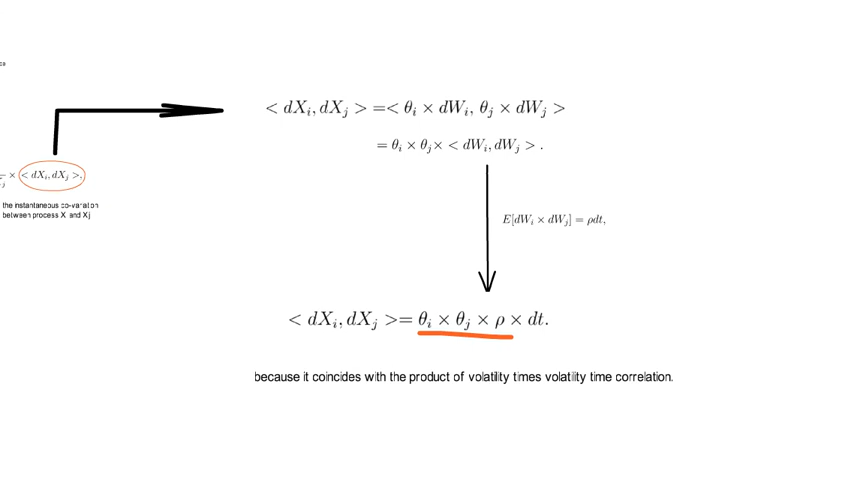 < dX_i, dX_j > =< θ_i × dW_i, θ_j × dW_j >
= θ_i × θ_j × < dW_i, dW_j > .
× < dX_i, dX_j >.
the instantaneous co-variation
between process X and Xj
E[dW_i × dW_j] = ρdt,
< dX_i, dX_j >= θ_i × θ_j × ρ × dt.
because it coincides with the product of volatility times volatility time correlation.